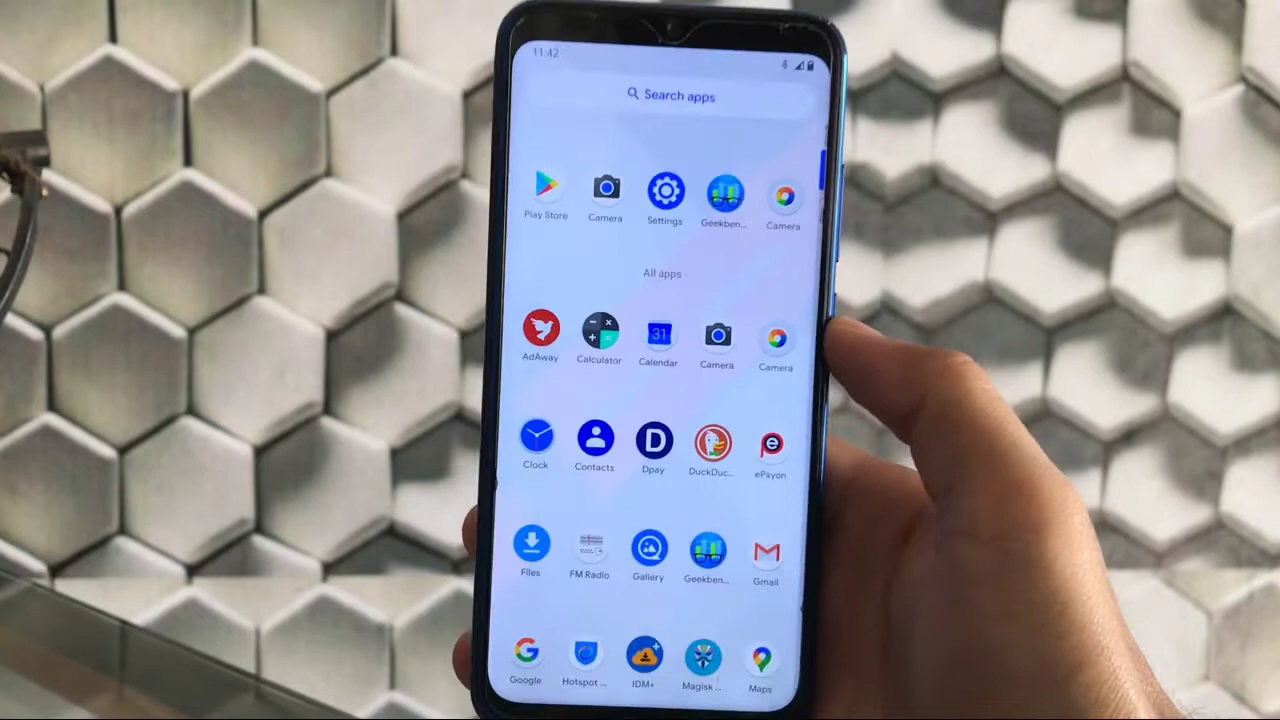 11:42
Search apps
Play Store
Camera
Settings
Geekben...
Camera
All apps
AdAway
Calculator
31
Calendar
Camera
Camera
Clock
Contacts
D
Dpay
DuckDuc...
e
ePayon
Files
FM Radio
Gallery
Geekben...
Gmail
G
Google
Hotspot ...
IDM+
Magisk ...
Maps